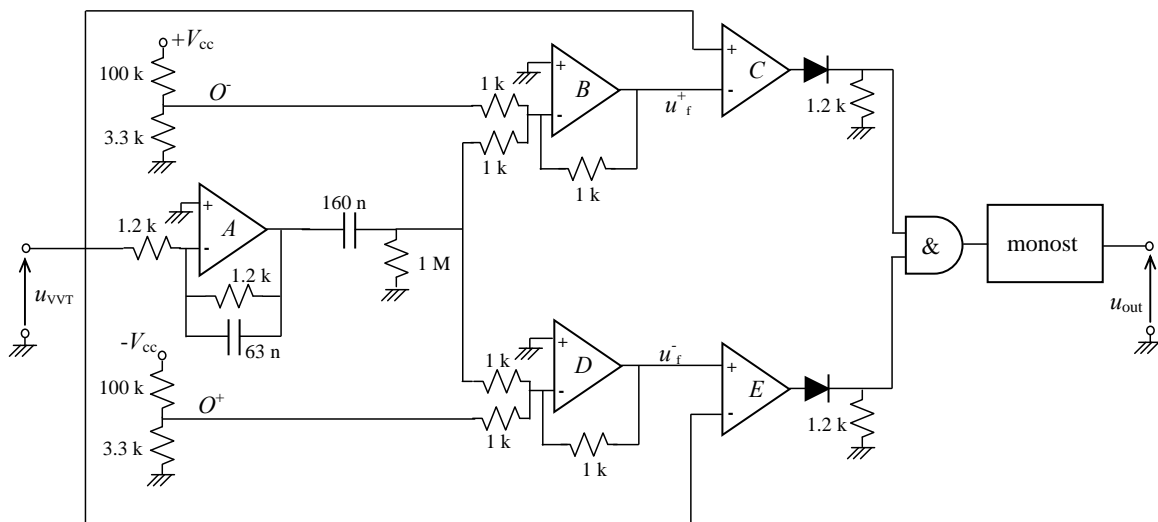 +Vcc
100 k
O-
3.3 k
1 k
1 k
+
-
B
1 k
u+f
+
-
C
1.2 k
1.2 k
+
-
A
1.2 k
63 n
160 n
1 M
uVVT
&
monost
uout
-Vcc
100 k
O+
3.3 k
1 k
1 k
+
-
D
1 k
u-f
+
-
E
1.2 k